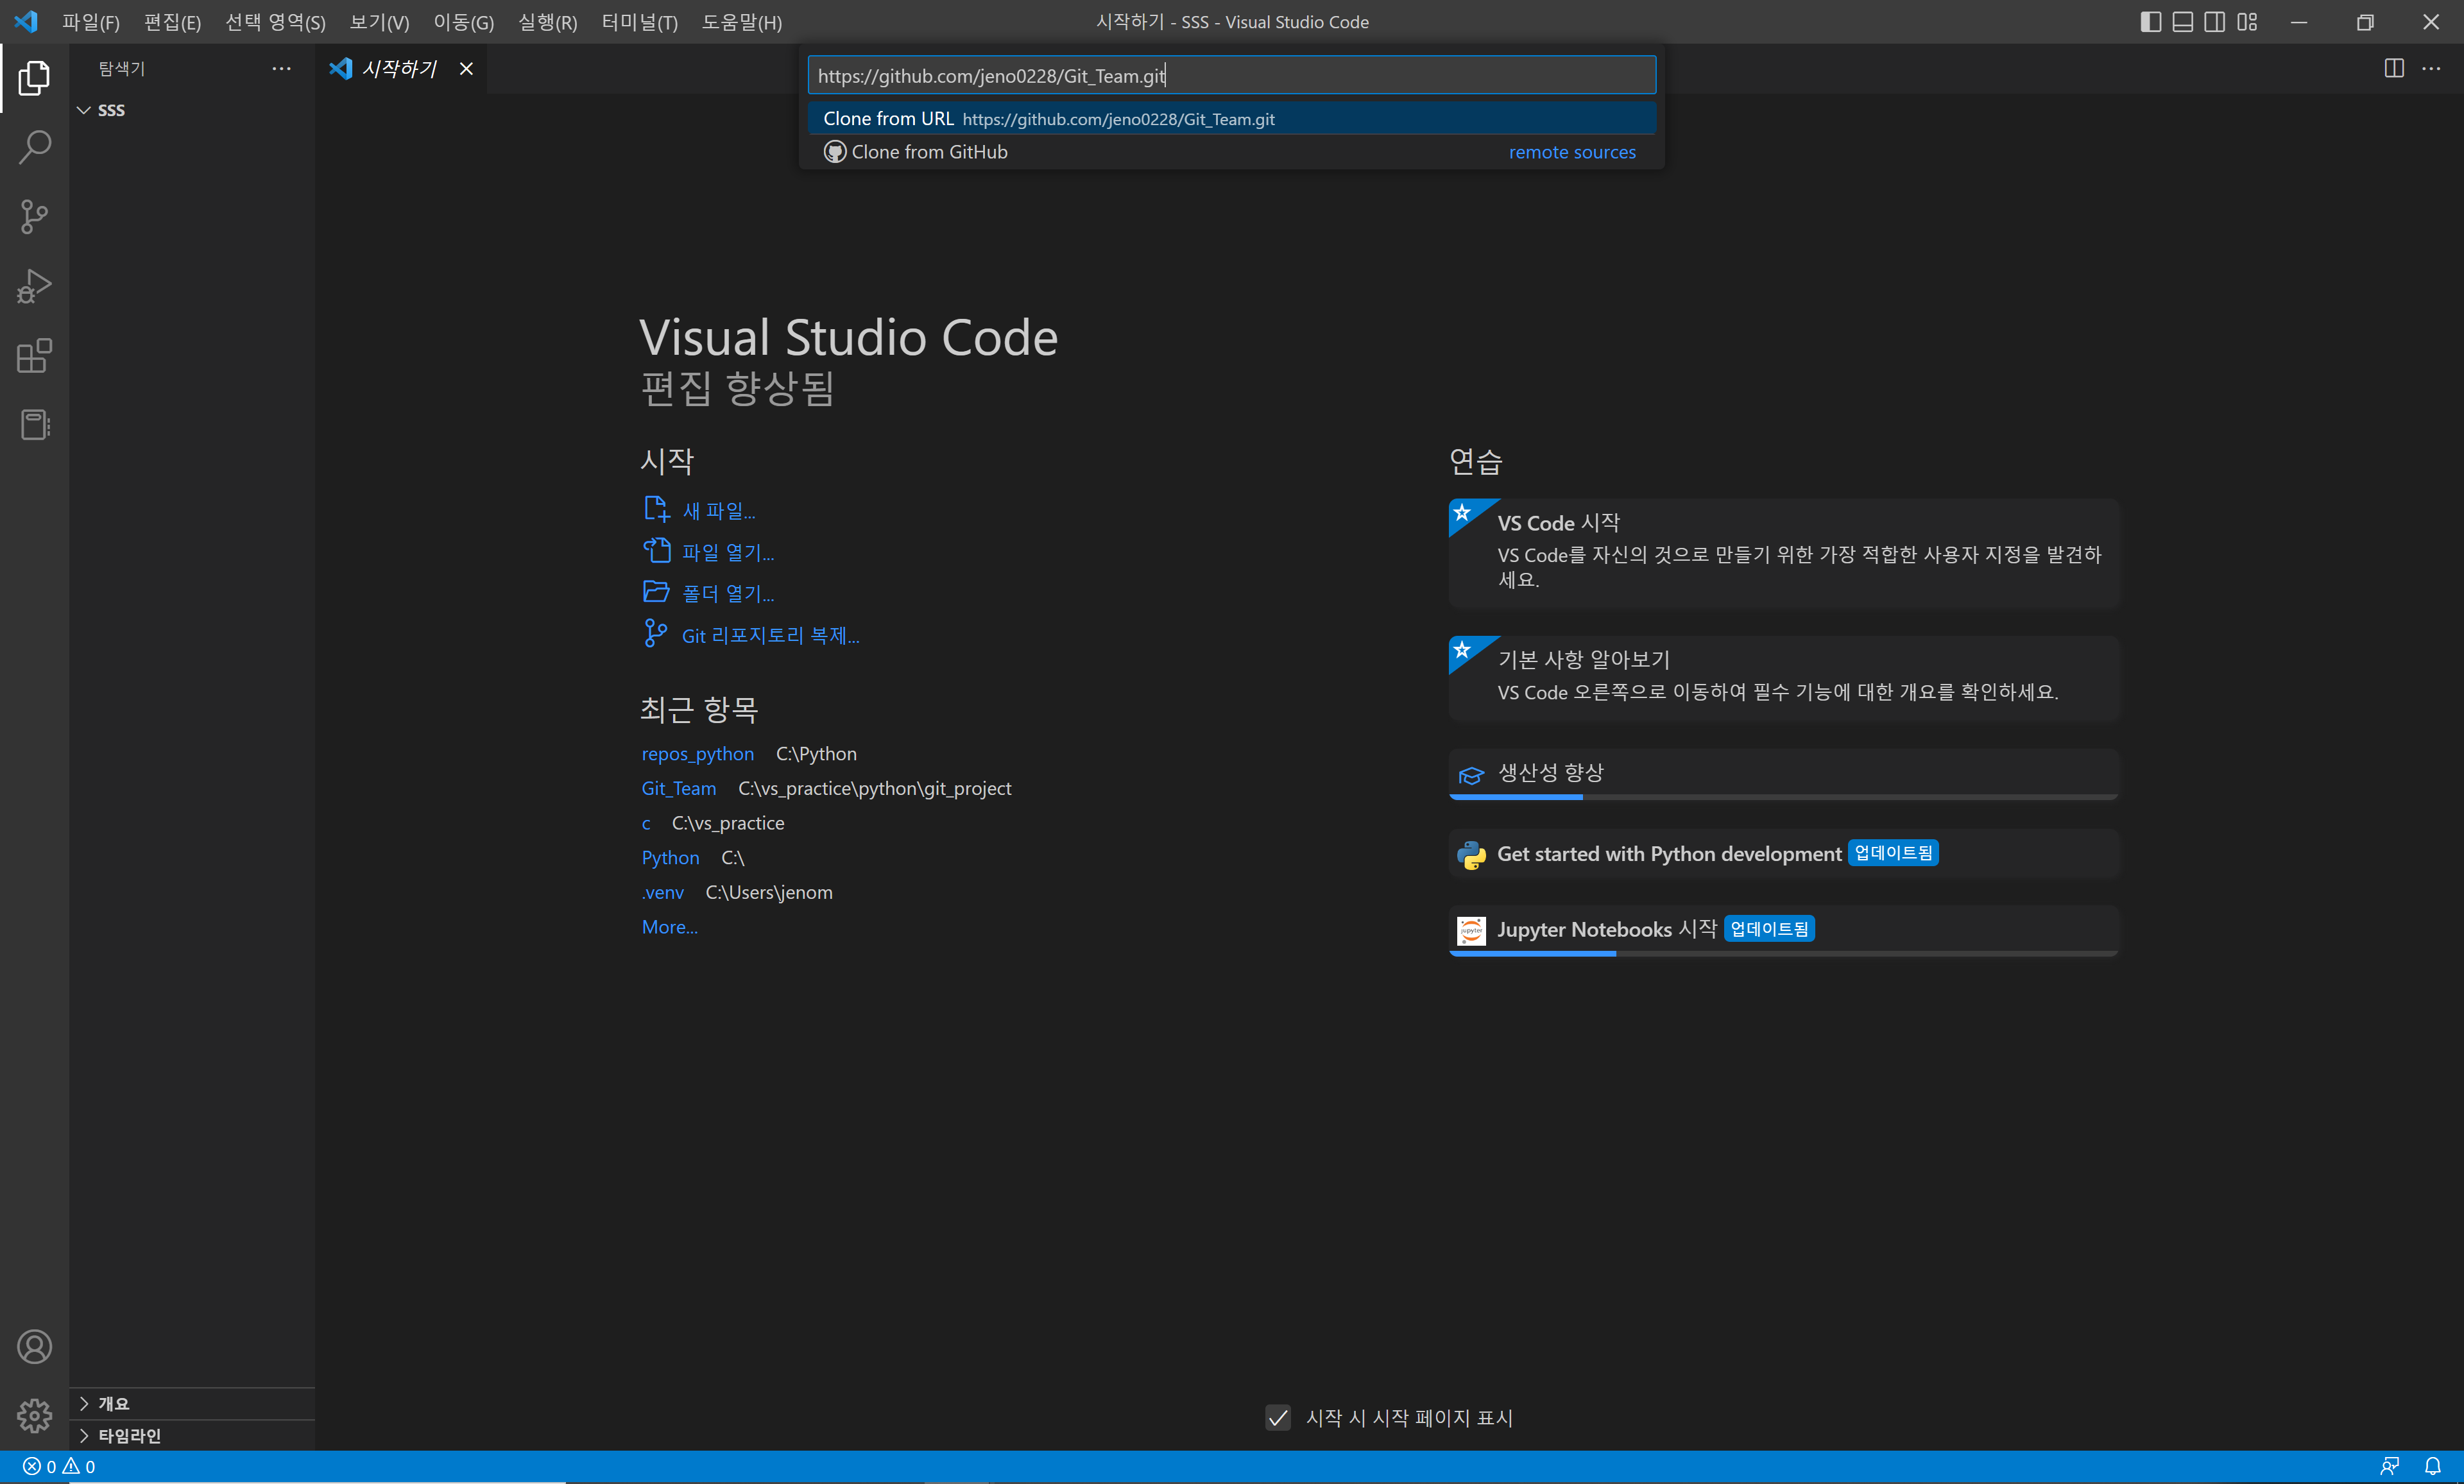 파일(F) 편집(E) 선택 영역(S) 보기(V) 이동(G) 실행(R) 터미널(T) 도움말(H)
시작하기 - SSS - Visual Studio Code
탐색기
시작하기
https://github.com/jeno0228/Git_Team.git
SSS
Clone from URL https://github.com/jeno0228/Git_Team.git
Clone from GitHub remote sources
Visual Studio Code
편집 향상됨
시작
새 파일...
파일 열기...
폴더 열기...
Git 리포지토리 복제...
최근 항목
repos_python C:\Python
Git_Team C:\vs_practice\python\git_project
c C:\vs_practice
Python C:\
.venv C:\Users\jenom
More...
연습
VS Code 시작
VS Code를 자신의 것으로 만들기 위한 가장 적합한 사용자 지정을 발견하
세요.
기본 사항 알아보기
VS Code 오른쪽으로 이동하여 필수 기능에 대한 개요를 확인하세요.
생산성 향상
Get started with Python development 업데이트됨
jupyter
Jupyter Notebooks 시작 업데이트됨
개요
타임라인
시작 시 시작 페이지 표시
0 0